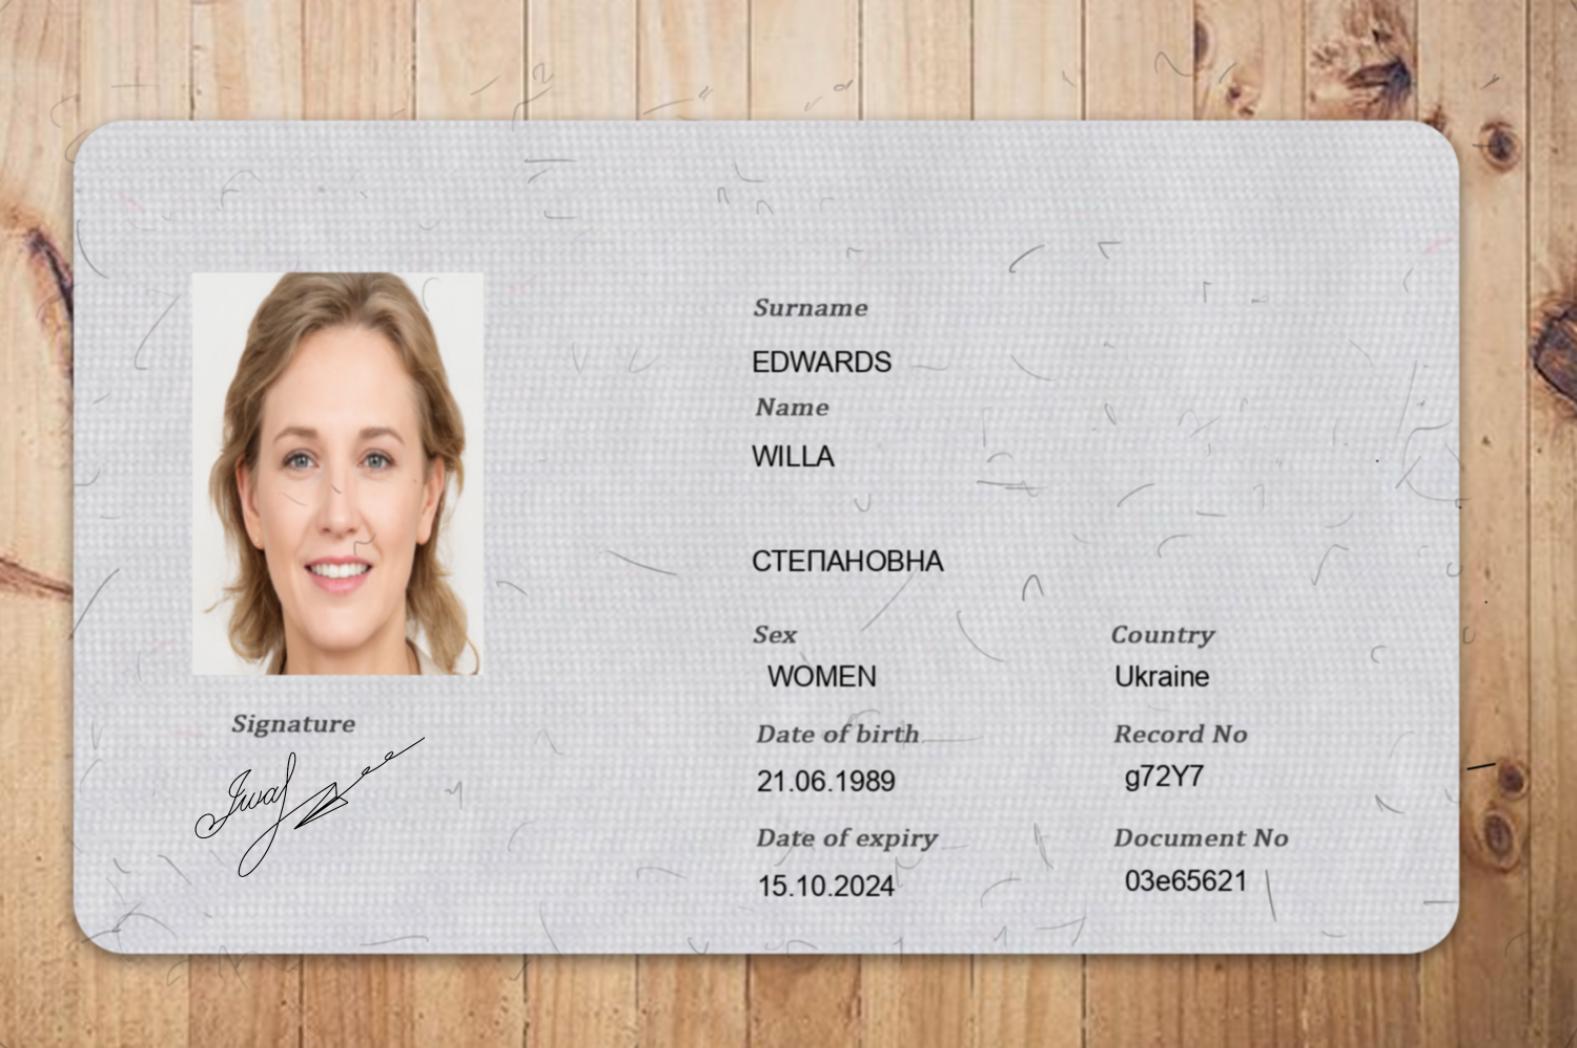 Surname
EDWARDS
Name
WILLA
СТЕПАНОВНА
Sex
WOMEN
Country
Ukraine
Date of birth
21.06.1989
Record No
g72Y7
Date of expiry
15.10.2024
Document No
03e65621
Signature